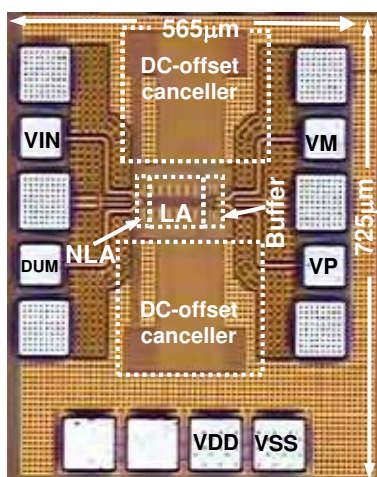 565μm
DC-offset
canceller
VIN
VM
LA
Buffer
NLA
725μm
DUM
VP
DC-offset
canceller
VDD
VSS